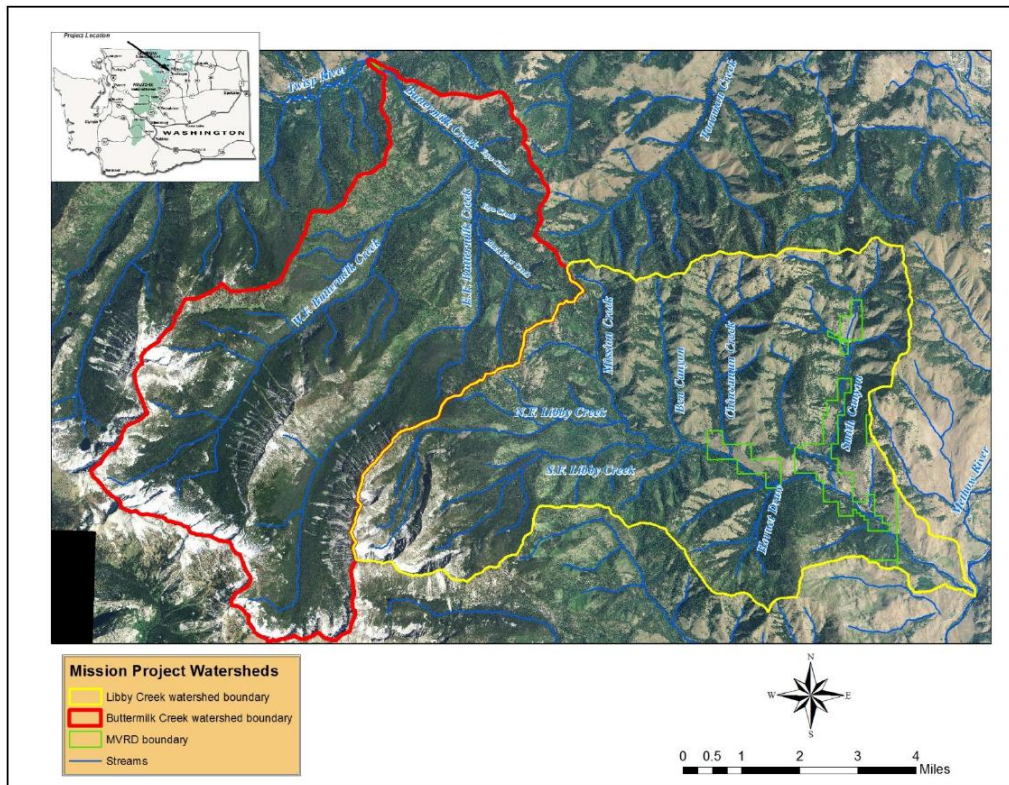 Project Location
WASHINGTON
Twisp River
Buttermilk Creek
Poorman Creek
E.F. Buttermilk Creek
W.F. Buttermilk Creek
Mission Creek
Ben Canyon
Chicamun Creek
Smith Canyon
N.F. Libby Creek
S.F. Libby Creek
Hornet Draw
Methow River
Mission Project Watersheds
Libby Creek watershed boundary
Buttermilk Creek watershed boundary
MVRD boundary
Streams
N
W E
S
0 0.5 1 2 3 4
Miles